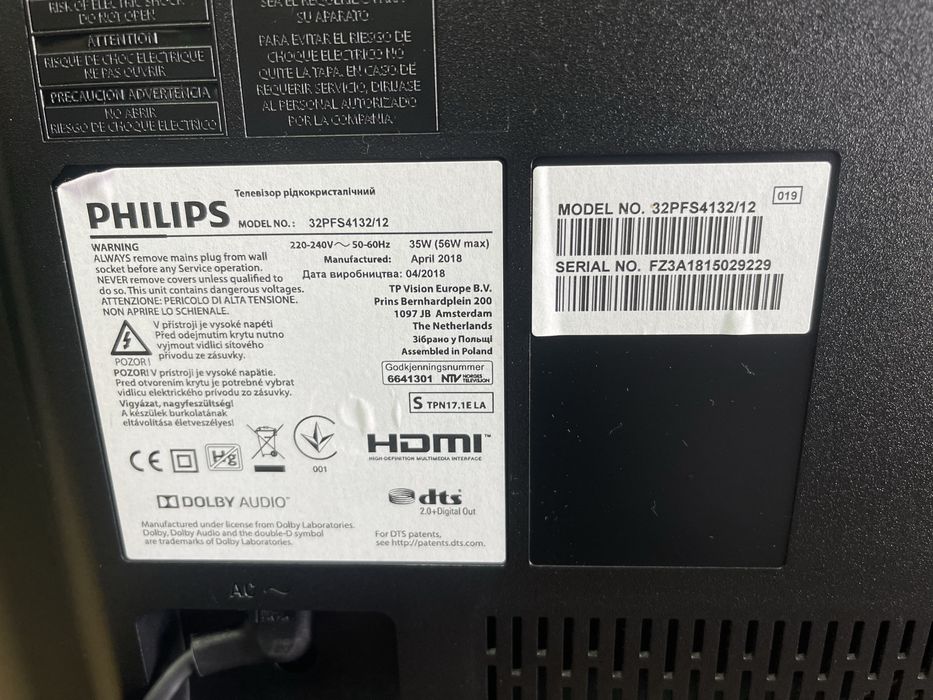 RISK OF ELECTRIC SHOCK
DO NOT OPEN
ATTENTION
RISQUE DE CHOC ELECTRIQUE
NE PAS OUVRIR
PRECAUCION ADVERTENCIA
NO ABRIR
RIESGO DE CHOQUE ELECTRICO
SU APARATO
PARA EVITAR EL RIESGO DE
CHOQUE ELECTRICO NO
QUITE LA TAPA. EN CASO DE
REQUERIR SERVICIO, DIRIJASE
AL PERSONAL AUTORIZADO
POR LA COMPAÑIA
Телевізор рідкокристалічний
PHILIPS MODEL NO.: 32PFS4132/12
WARNING
ALWAYS remove mains plug from wall
socket before any Service operation.
NEVER remove covers unless qualified to
do so. This unit contains dangerous voltages.
ATTENZIONE: PERICOLO DI ALTA TENSIONE.
NON APRIRE LO SCHIENALE.
V přístroji je vysoké napětí
Před odejmutím krytu nutno
vyjmout vidlici síťového
přívodu ze zásuvky.
POZOR!
POZOR! V prístroji je vysoké napätie.
Pred otvorením krytu je potrebné vybrat
vidlicu elektrického prívodu zo zásuvky.
Vigyázat, nagyfeszültség!
A készülek burkolatának
eltávolítása életveszélyes!
220-240V~ 50-60Hz 35W (56W max)
Manufactured: April 2018
Дата виробництва: 04/2018
TP Vision Europe B.V.
Prins Bernhardplein 200
1097 JB Amsterdam
The Netherlands
Зібрано у Польщі
Assembled in Poland
Godkjenningsnummer
6641301 NTV NORGES TELEVISJON
S TPN17.1E LA
CE Hg 001
HDMI™
HIGH-DEFINITION MULTIMEDIA INTERFACE
DOLBY AUDIO™
dts
2.0+Digital Out
Manufactured under license from Dolby Laboratories.
Dolby, Dolby Audio and the double-D symbol
are trademarks of Dolby Laboratories.
For DTS patents,
see http://patents.dts.com.
019
MODEL NO. 32PFS4132/12
SERIAL NO. FZ3A1815029229
AC ~